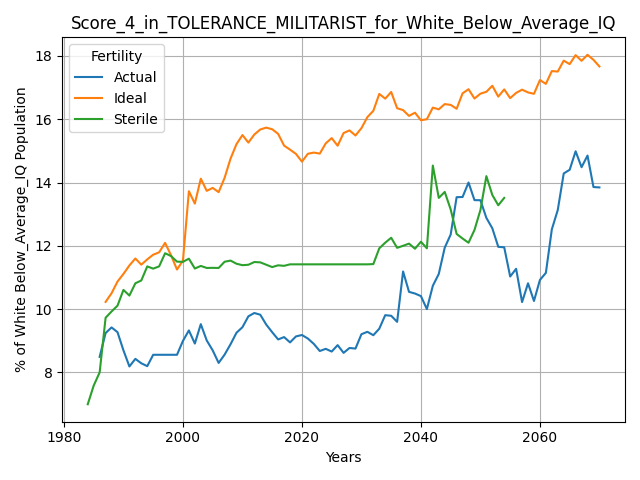 Score_4_in_TOLERANCE_MILITARIST_for_White_Below_Average_IQ
Fertility
Actual
Ideal
Sterile
% of White Below_Average_IQ Population
18
16
14
12
10
8
1980
2000
2020
2040
2060
Years